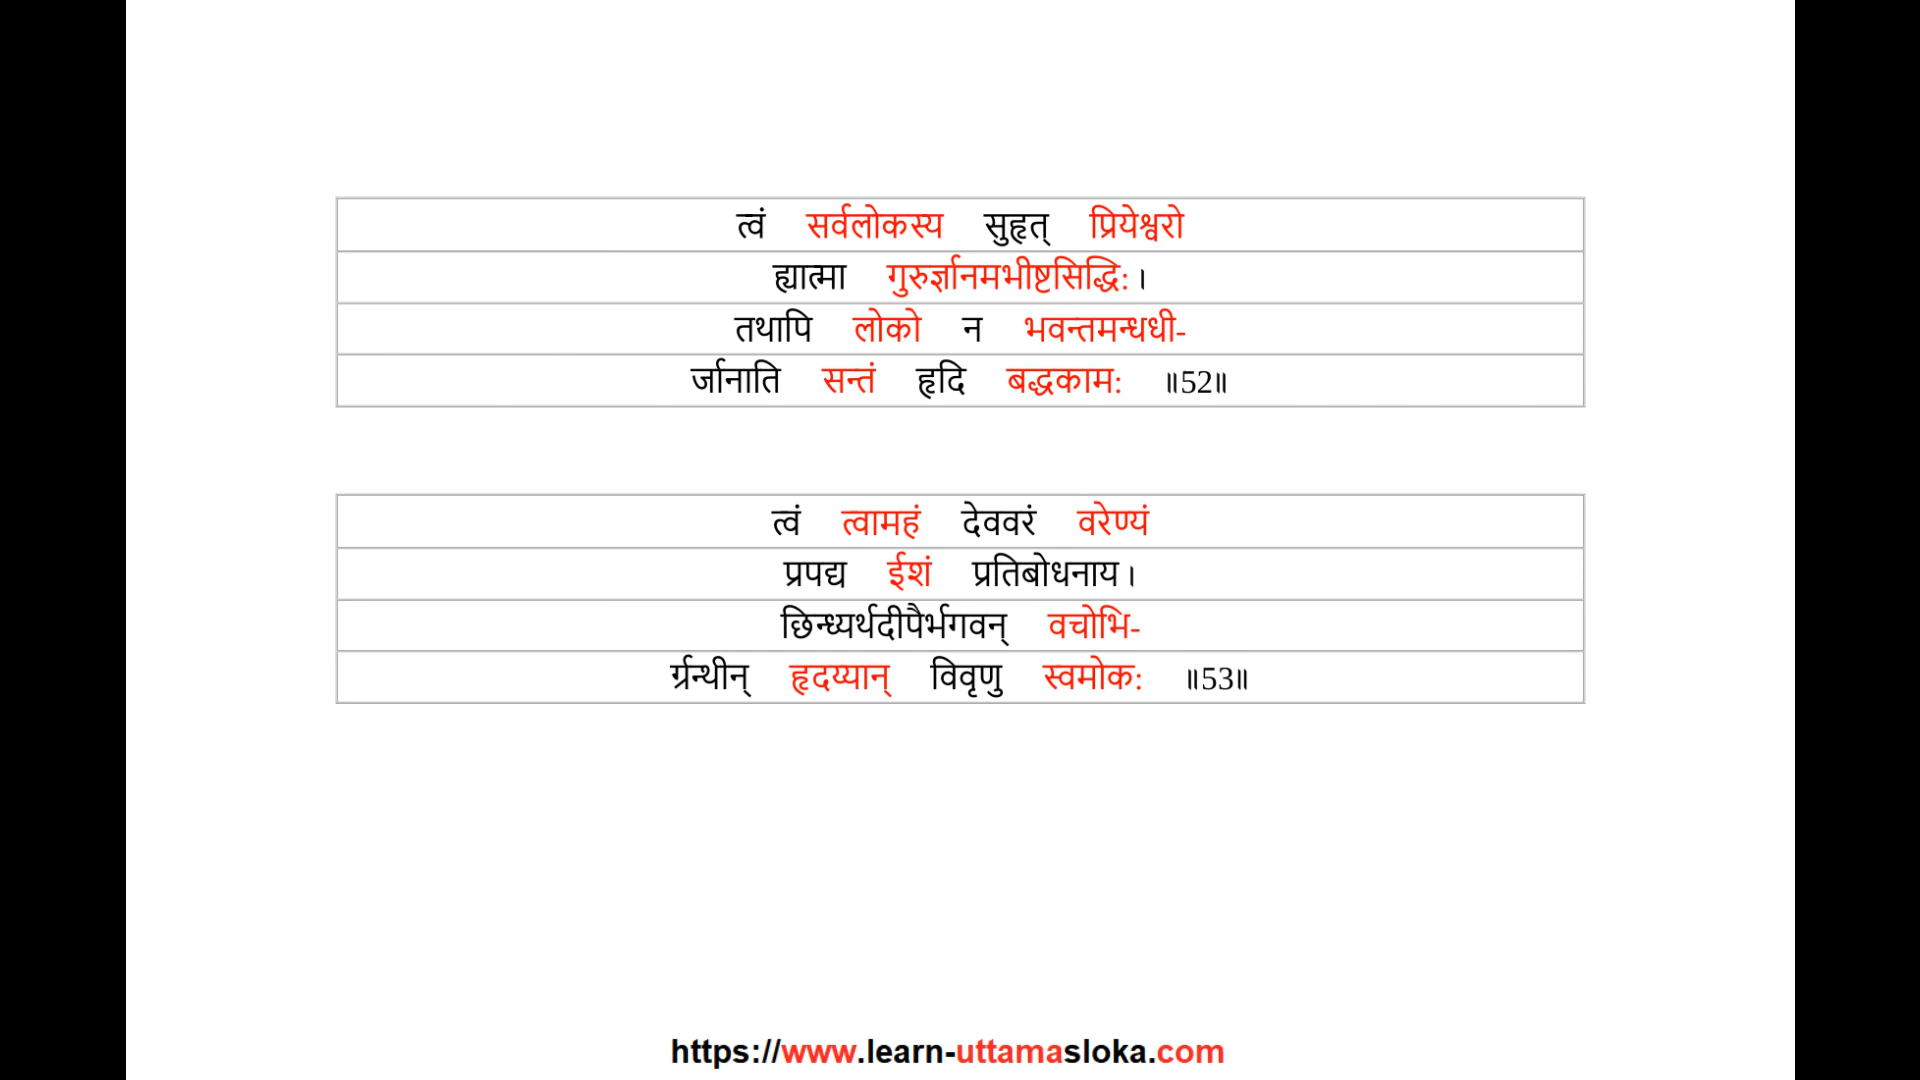 त्वं सर्वलोकस्य सुहृत् प्रियेश्वरो
ह्यात्मा गुरुर्ज्ञानमभीष्टसिद्धिः।
तथापि लोको न भवन्तमन्धधी-
र्जानाति सन्तं हृदि बद्धकामः ॥52॥
त्वं त्वामहं देववरं वरेण्यं
प्रपद्य ईशं प्रतिबोधनाय।
छिन्ध्यर्थदीपैर्भगवन् वचोभि-
र्ग्रन्थीन् हृदय्यान् विवृणु स्वमोकः ॥53॥
https://www.learn-uttamasloka.com